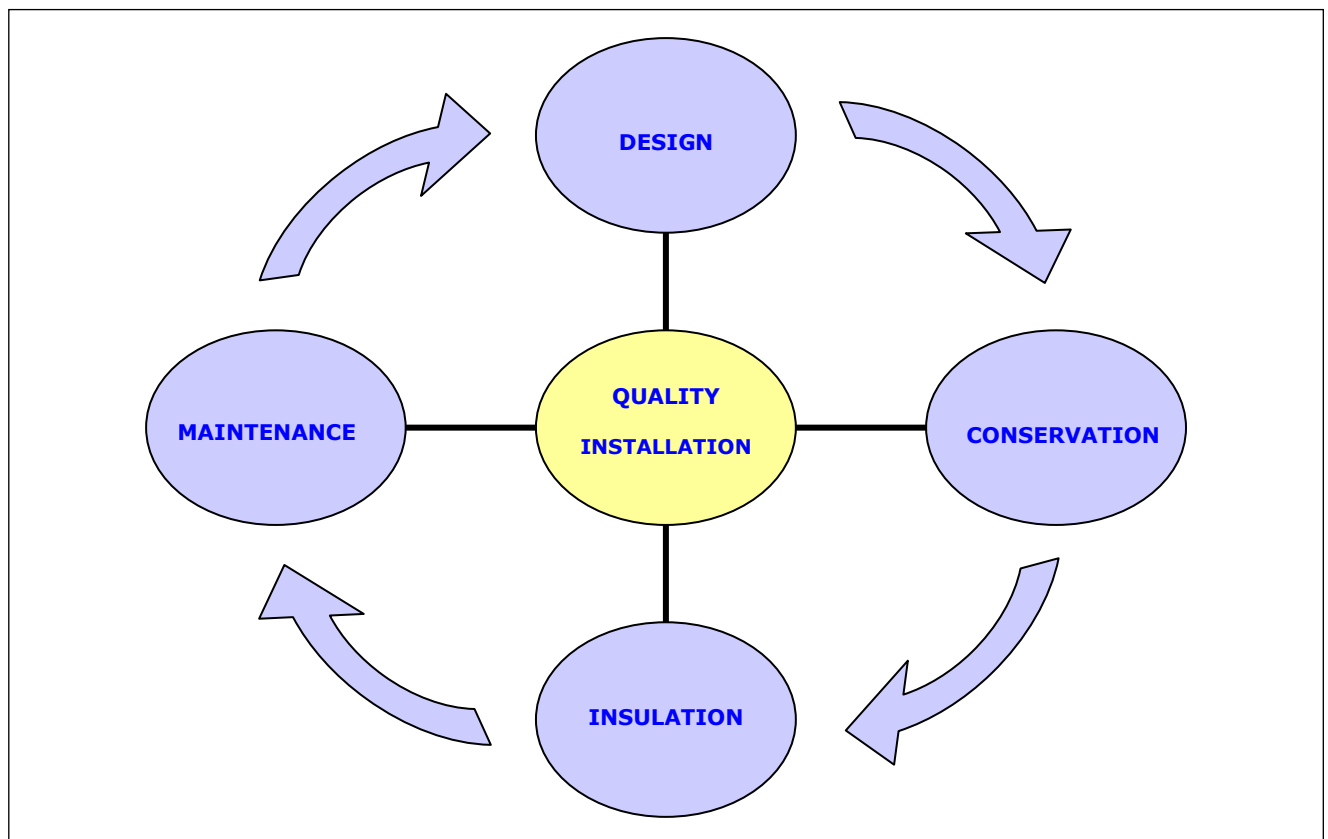 DESIGN
QUALITY
INSTALLATION
MAINTENANCE
CONSERVATION
INSULATION